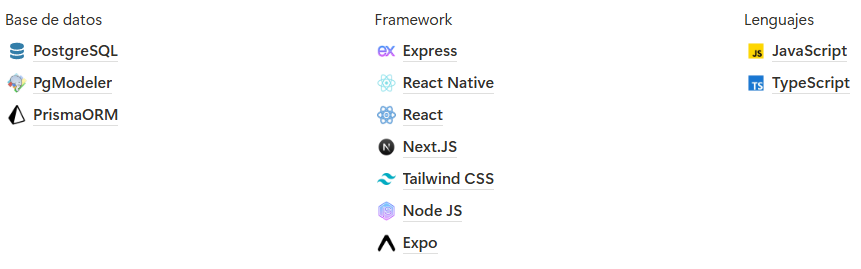 Base de datos
PostgreSQL
PgModeler
PrismaORM
Framework
Express
React Native
React
Next.JS
Tailwind CSS
Node JS
Expo
Lenguajes
JavaScript
TypeScript